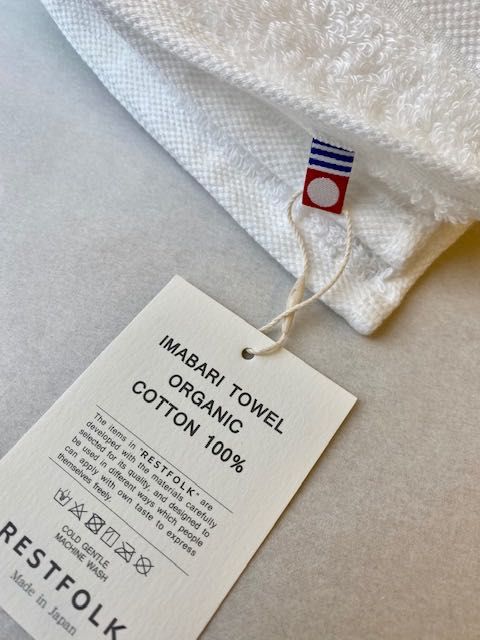 IMABARI TOWEL
ORGANIC
COTTON 100%
The items in "RESTFOLK" are
developed with the materials carefully
selected for its quality, and designed to
be used in different ways which people
can apply with own taste to express
themselves freely.
COLD GENTLE
MACHINE WASH
RESTFOLK
Made in Japan